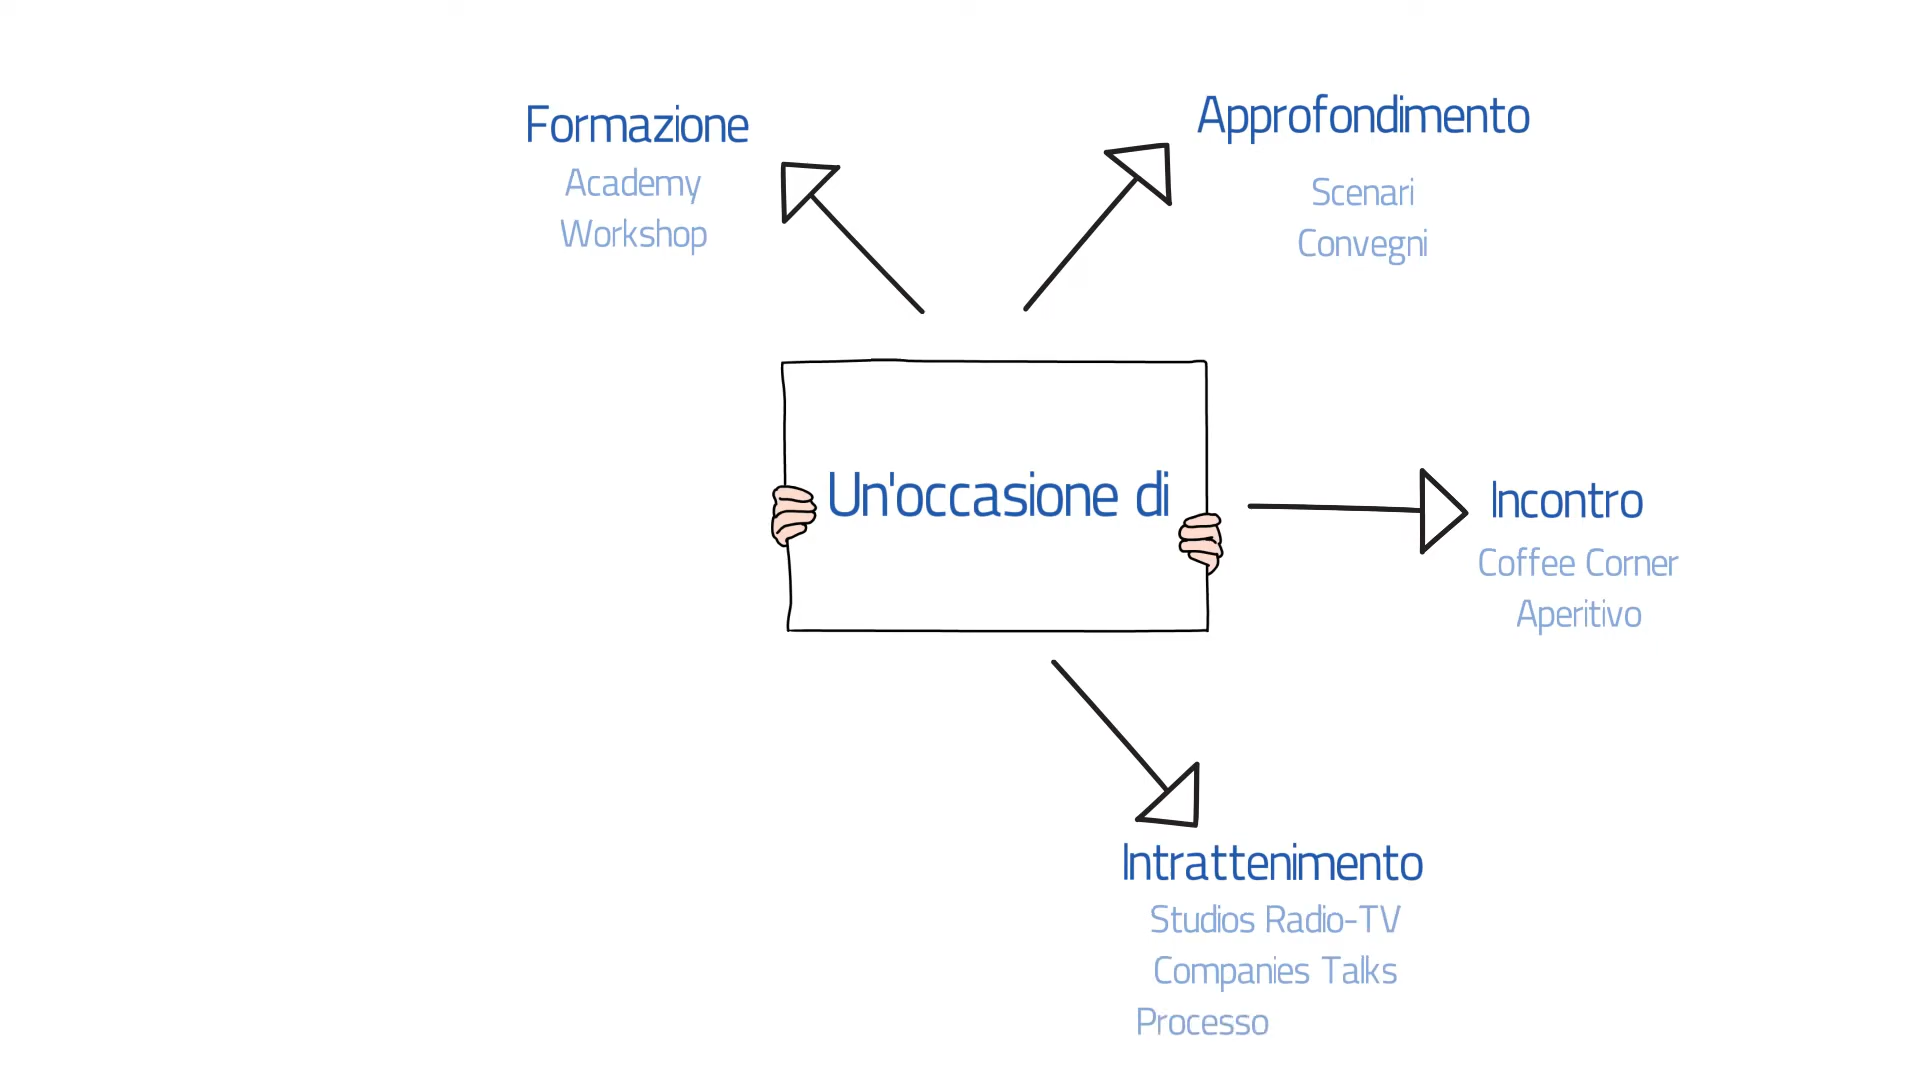 Formazione
Academy
Workshop
Approfondimento
Scenari
Convegni
Un'occasione di
Incontro
Coffee Corner
Aperitivo
Intrattenimento
Studios Radio-TV
Companies Talks
Processo